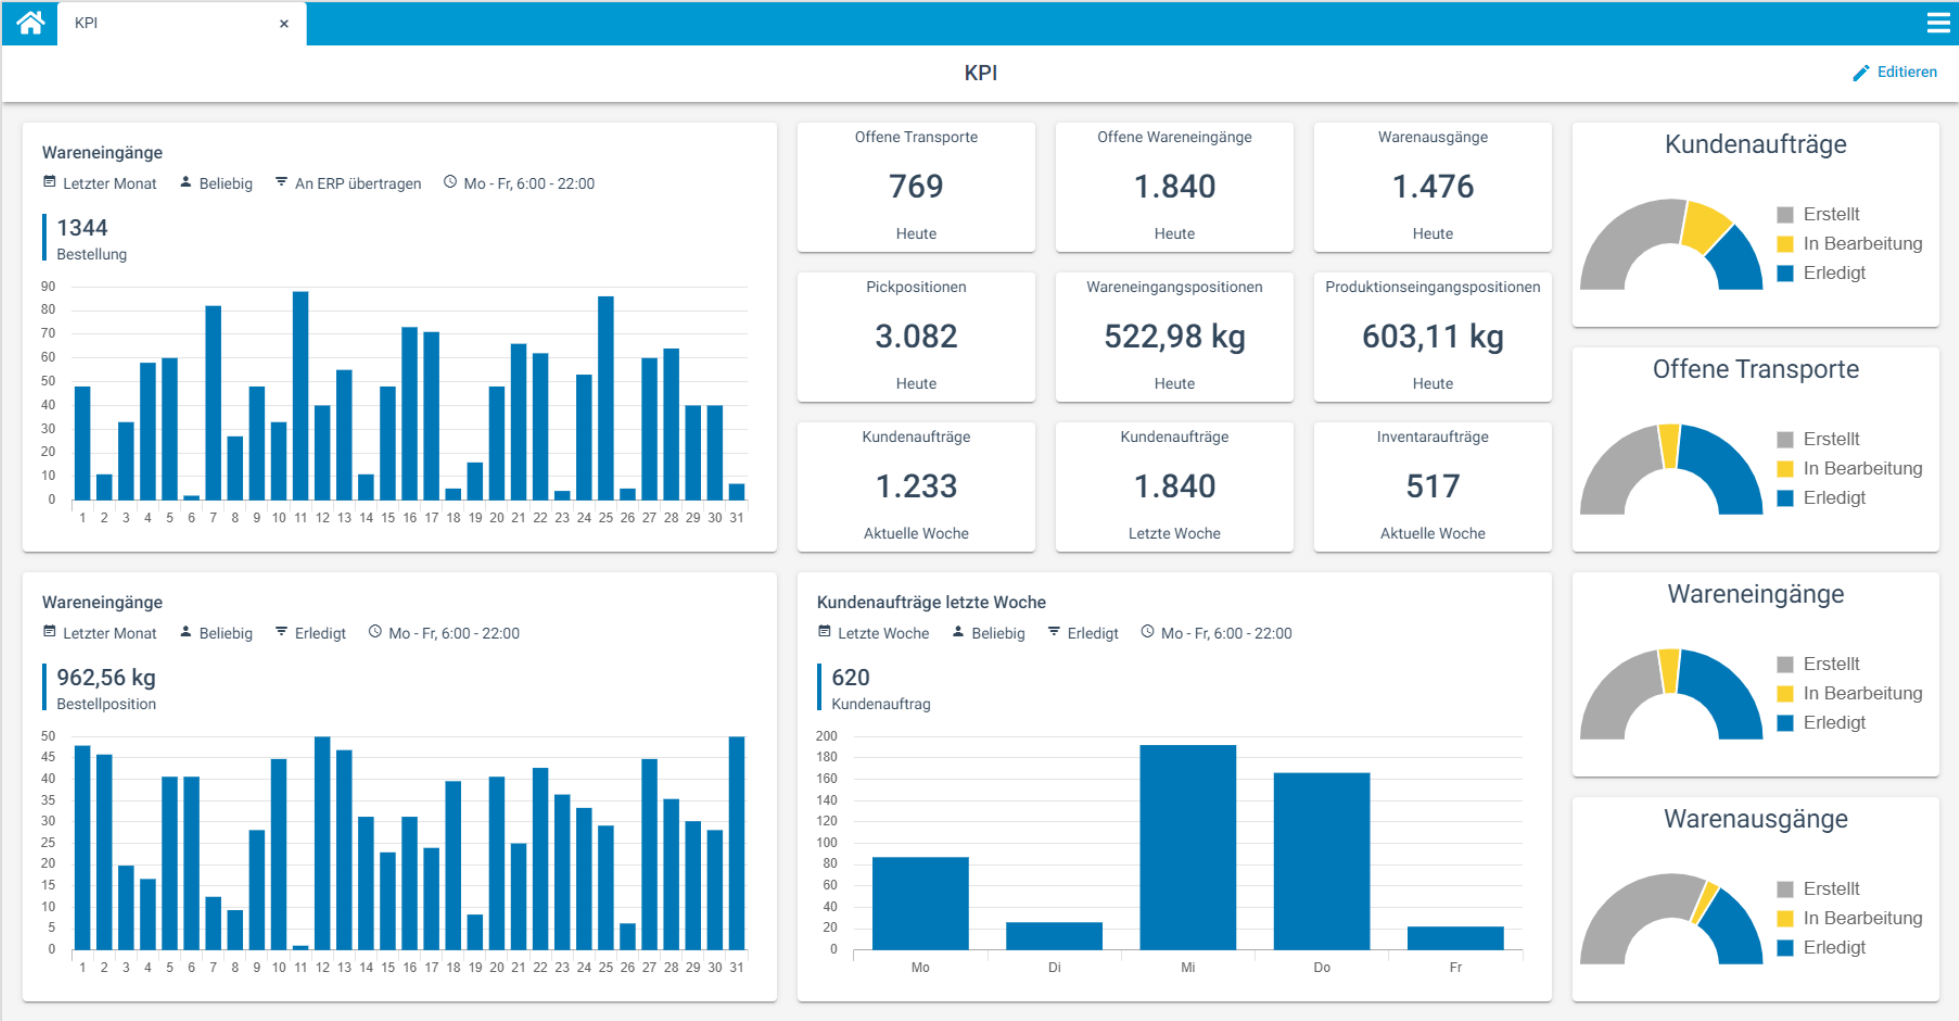 KPI ×
KPI
Editieren
Wareneingänge
Letzter Monat Beliebig An ERP übertragen Mo - Fr, 6:00 - 22:00
1344
Bestellung
90
80
70
60
50
40
30
20
10
0
1 2 3 4 5 6 7 8 9 10 11 12 13 14 15 16 17 18 19 20 21 22 23 24 25 26 27 28 29 30 31
Offene Transporte
769
Heute
Offene Wareneingänge
1.840
Heute
Warenausgänge
1.476
Heute
Pickpositionen
3.082
Heute
Wareneingangspositionen
522,98 kg
Heute
Produktionseingangspositionen
603,11 kg
Heute
Kundenaufträge
1.233
Aktuelle Woche
Kundenaufträge
1.840
Letzte Woche
Inventaraufträge
517
Aktuelle Woche
Kundenaufträge
Erstellt
In Bearbeitung
Erledigt
Offene Transporte
Erstellt
In Bearbeitung
Erledigt
Wareneingänge
Letzter Monat Beliebig Erledigt Mo - Fr, 6:00 - 22:00
962,56 kg
Bestellposition
50
45
40
35
30
25
20
15
10
5
0
1 2 3 4 5 6 7 8 9 10 11 12 13 14 15 16 17 18 19 20 21 22 23 24 25 26 27 28 29 30 31
Kundenaufträge letzte Woche
Letzte Woche Beliebig Erledigt Mo - Fr, 6:00 - 22:00
620
Kundenauftrag
200
180
160
140
120
100
80
60
40
20
0
Mo Di Mi Do Fr
Wareneingänge
Erstellt
In Bearbeitung
Erledigt
Warenausgänge
Erstellt
In Bearbeitung
Erledigt